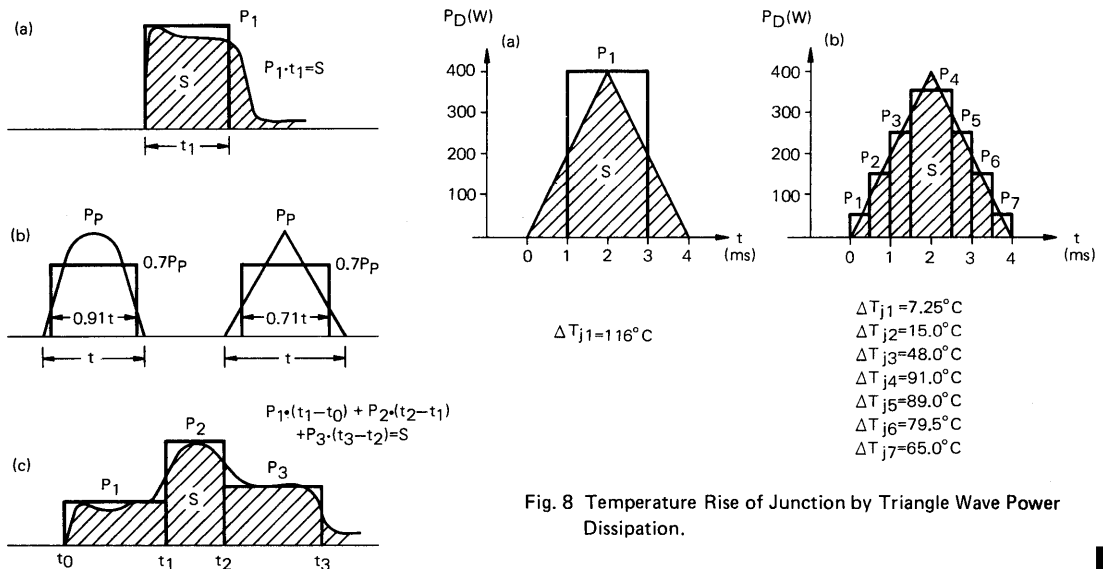 (a)
P1
P1·t1=S
S
t1
(b)
PP
0.7PP
0.91t
t
PP
0.7PP
0.71t
t
P1·(t1–t0) + P2·(t2–t1)
+P3·(t3–t2)=S
(c)
P1
P2
P3
S
t0 t1 t2 t3
PD(W)
(a)
P1
400
300
200
100
S
0 1 2 3 4
t
(ms)
ΔTj1=116°C
PD(W)
(b)
400
300
200
100
P1
P2
P3
P4
P5
P6
P7
S
0 1 2 3 4
t
(ms)
ΔTj1=7.25°C
ΔTj2=15.0°C
ΔTj3=48.0°C
ΔTj4=91.0°C
ΔTj5=89.0°C
ΔTj6=79.5°C
ΔTj7=65.0°C
Fig. 8 Temperature Rise of Junction by Triangle Wave Power
Dissipation.